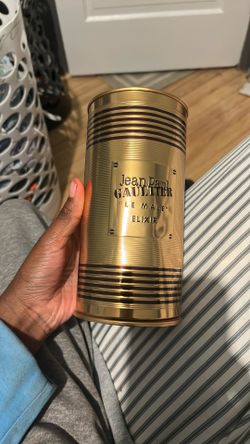 Jean Paul
GAULTIER
"LE MALE"
ELIXIR